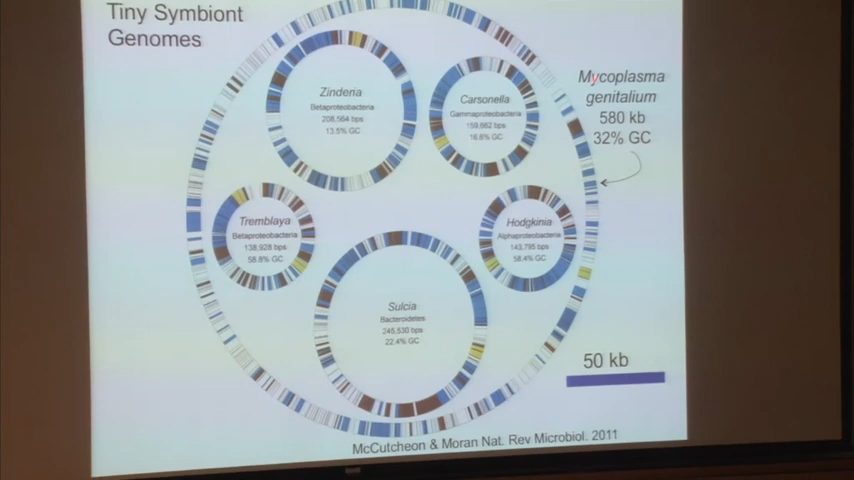 Tiny Symbiont
Genomes
Mycoplasma
genitalium
580 kb
32% GC
Zinderia
Betaproteobacteria
208,564 bps
13.5% GC
Carsonella
Gammaproteobacteria
159,662 bps
16.6% GC
Tremblaya
Betaproteobacteria
138,928 bps
58.8% GC
Hodgkinia
Alphaproteobacteria
143,795 bps
58.4% GC
Sulcia
Bacteroidetes
245,530 bps
22.4% GC
50 kb
McCutcheon & Moran Nat. Rev Microbiol. 2011